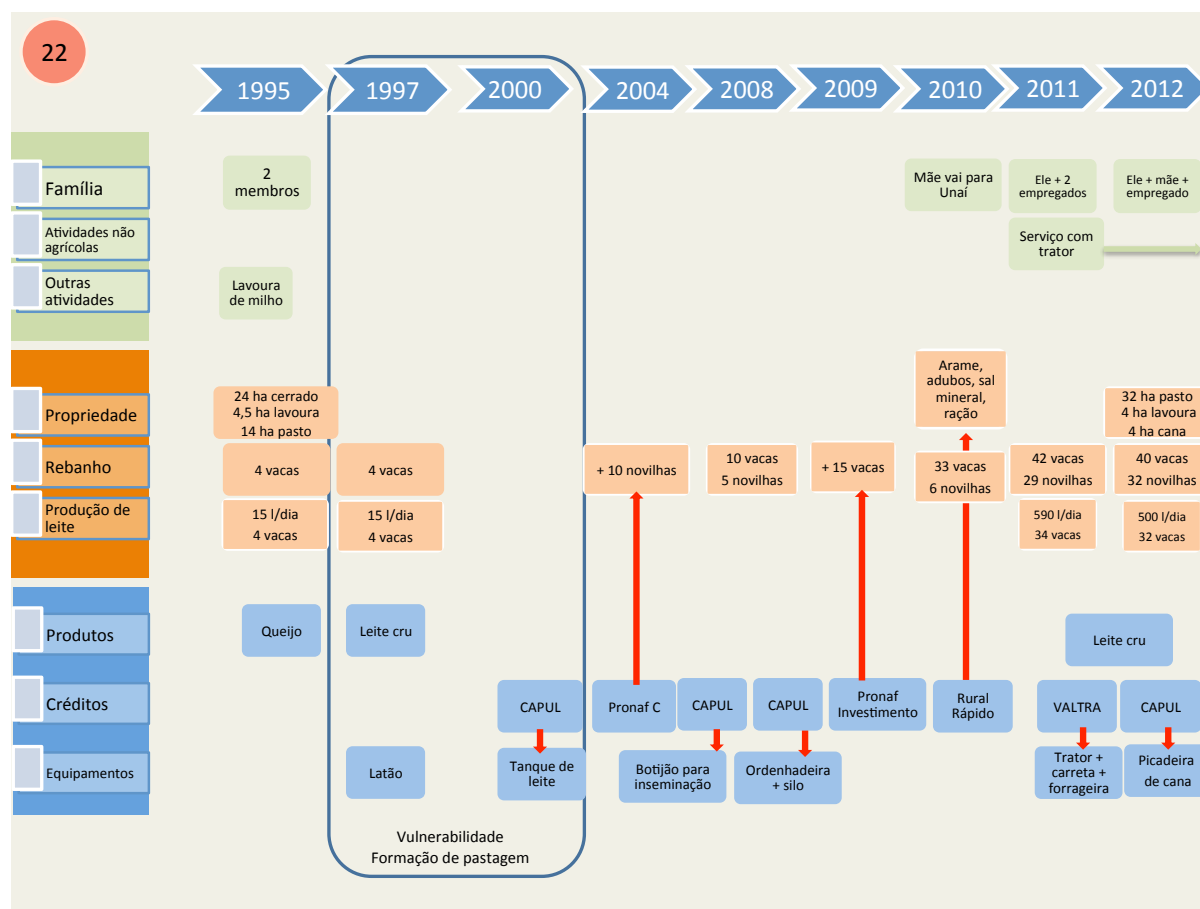 22
1995
1997
2000
2004
2008
2009
2010
2011
2012
Família
2
membros
Mãe vai para
Unaí
Ele + 2
empregados
Ele + mãe +
empregado
Atividades não
agrícolas
Serviço com
trator
Outras
atividades
Lavoura
de milho
Propriedade
24 ha cerrado
4,5 ha lavoura
14 ha pasto
Arame,
adubos, sal
mineral,
ração
32 ha pasto
4 ha lavoura
4 ha cana
Rebanho
4 vacas
4 vacas
+ 10 novilhas
10 vacas
5 novilhas
+ 15 vacas
33 vacas
6 novilhas
42 vacas
29 novilhas
40 vacas
32 novilhas
Produção de
leite
15 l/dia
4 vacas
15 l/dia
4 vacas
590 l/dia
34 vacas
500 l/dia
32 vacas
Produtos
Queijo
Leite cru
Leite cru
Créditos
CAPUL
Pronaf C
CAPUL
CAPUL
Pronaf
Investimento
Rural
Rápido
VALTRA
CAPUL
Equipamentos
Latão
Tanque de
leite
Botijão para
inseminação
Ordenhadeira
+ silo
Trator +
carreta +
forrageira
Picadeira
de cana
Vulnerabilidade
Formação de pastagem